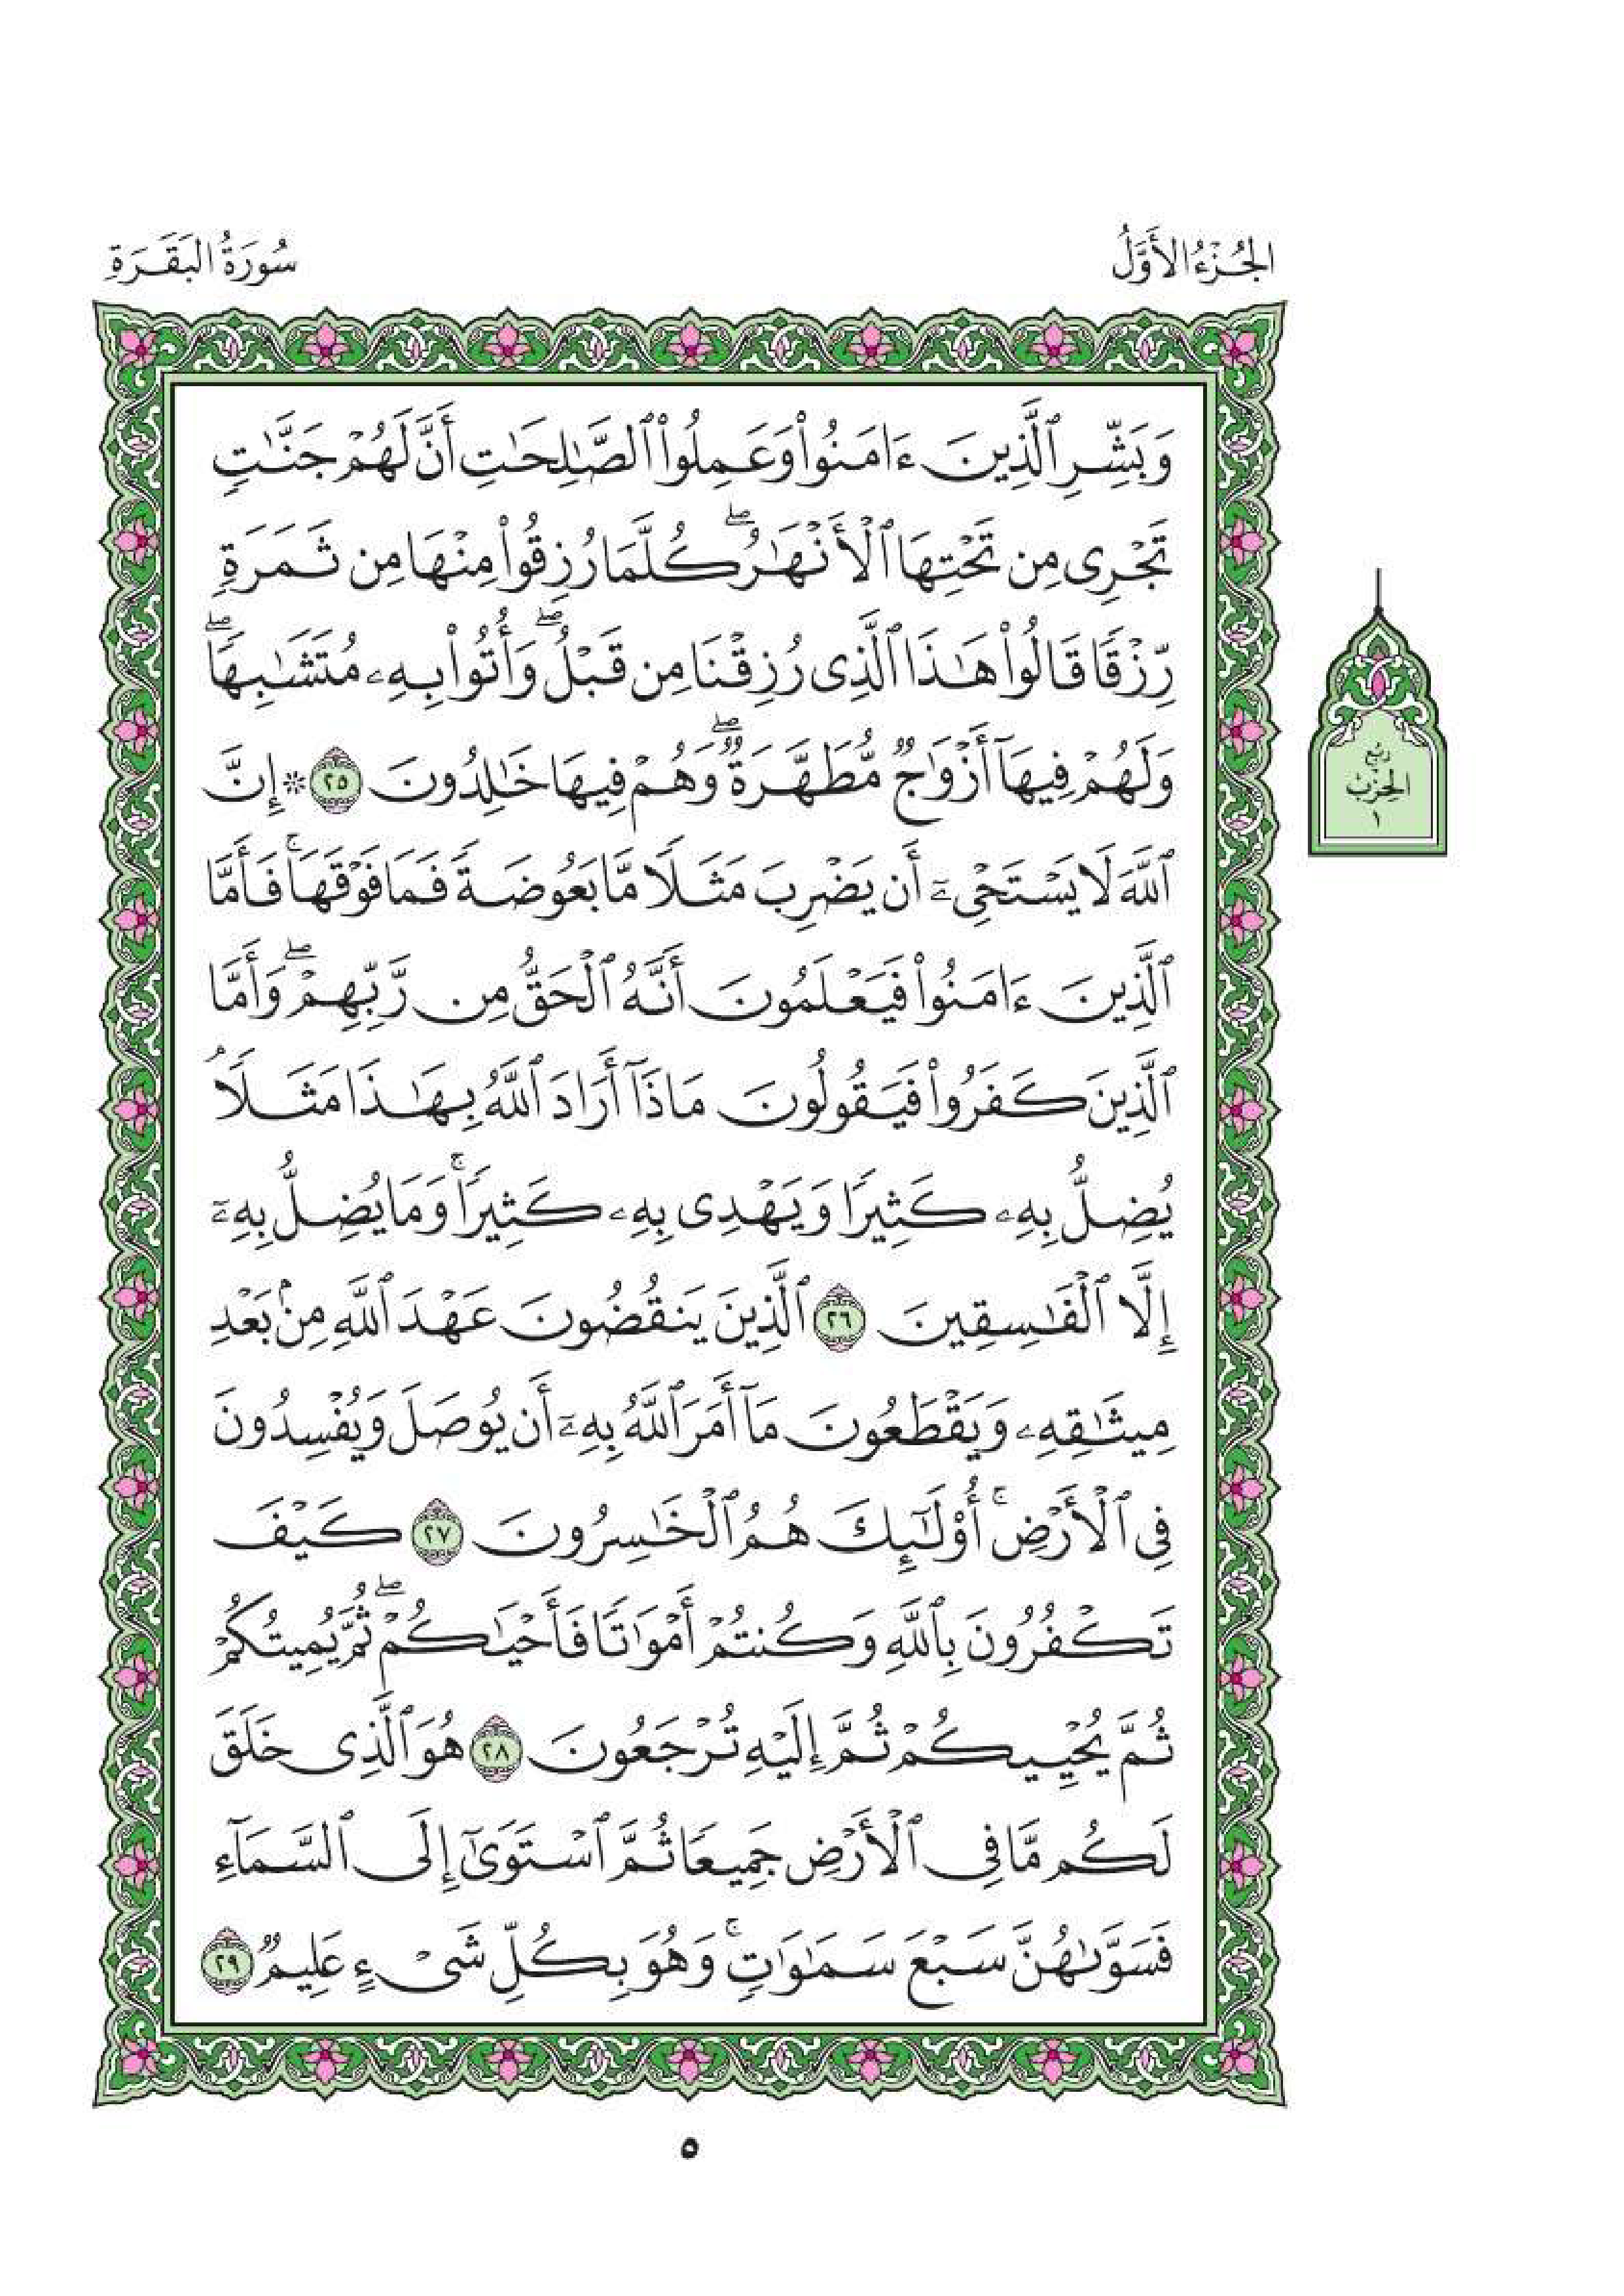 الجُزْءُ الأَوَّلُ
سُورَةُ البَقَرَةِ
وَبَشِّرِ ٱلَّذِينَ ءَامَنُوا۟ وَعَمِلُوا۟ ٱلصَّـٰلِحَـٰتِ أَنَّ لَهُمْ جَنَّـٰتٍ
تَجْرِى مِن تَحْتِهَا ٱلْأَنْهَـٰرُ ۖ كُلَّمَا رُزِقُوا۟ مِنْهَا مِن ثَمَرَةٍ
رِّزْقًا قَالُوا۟ هَـٰذَا ٱلَّذِى رُزِقْنَا مِن قَبْلُ ۖ وَأُتُوا۟ بِهِۦ مُتَشَـٰبِهًا ۖ
وَلَهُمْ فِيهَآ أَزْوَٰجٌ مُّطَهَّرَةٌ ۖ وَهُمْ فِيهَا خَـٰلِدُونَ ٢٥ ۞ إِنَّ
ٱللَّهَ لَا يَسْتَحْىِۦٓ أَن يَضْرِبَ مَثَلًا مَّا بَعُوضَةً فَمَا فَوْقَهَا ۚ فَأَمَّا
ٱلَّذِينَ ءَامَنُوا۟ فَيَعْلَمُونَ أَنَّهُ ٱلْحَقُّ مِن رَّبِّهِمْ ۖ وَأَمَّا
ٱلَّذِينَ كَفَرُوا۟ فَيَقُولُونَ مَاذَآ أَرَادَ ٱللَّهُ بِهَـٰذَا مَثَلًا ۘ
يُضِلُّ بِهِۦ كَثِيرًا وَيَهْدِى بِهِۦ كَثِيرًا ۚ وَمَا يُضِلُّ بِهِۦٓ
إِلَّا ٱلْفَـٰسِقِينَ ٢٦ ٱلَّذِينَ يَنقُضُونَ عَهْدَ ٱللَّهِ مِنۢ بَعْدِ
مِيثَـٰقِهِۦ وَيَقْطَعُونَ مَآ أَمَرَ ٱللَّهُ بِهِۦٓ أَن يُوصَلَ وَيُفْسِدُونَ
فِى ٱلْأَرْضِ ۚ أُو۟لَـٰٓئِكَ هُمُ ٱلْخَـٰسِرُونَ ٢٧ كَيْفَ
تَكْفُرُونَ بِٱللَّهِ وَكُنتُمْ أَمْوَٰتًا فَأَحْيَـٰكُمْ ۖ ثُمَّ يُمِيتُكُمْ
ثُمَّ يُحْيِيكُمْ ثُمَّ إِلَيْهِ تُرْجَعُونَ ٢٨ هُوَ ٱلَّذِى خَلَقَ
لَكُم مَّا فِى ٱلْأَرْضِ جَمِيعًا ثُمَّ ٱسْتَوَىٰٓ إِلَى ٱلسَّمَآءِ
فَسَوَّىٰهُنَّ سَبْعَ سَمَـٰوَٰتٍ ۚ وَهُوَ بِكُلِّ شَىْءٍ عَلِيمٌ ٢٩
رُبْعُ
الحِزْب
١
٥